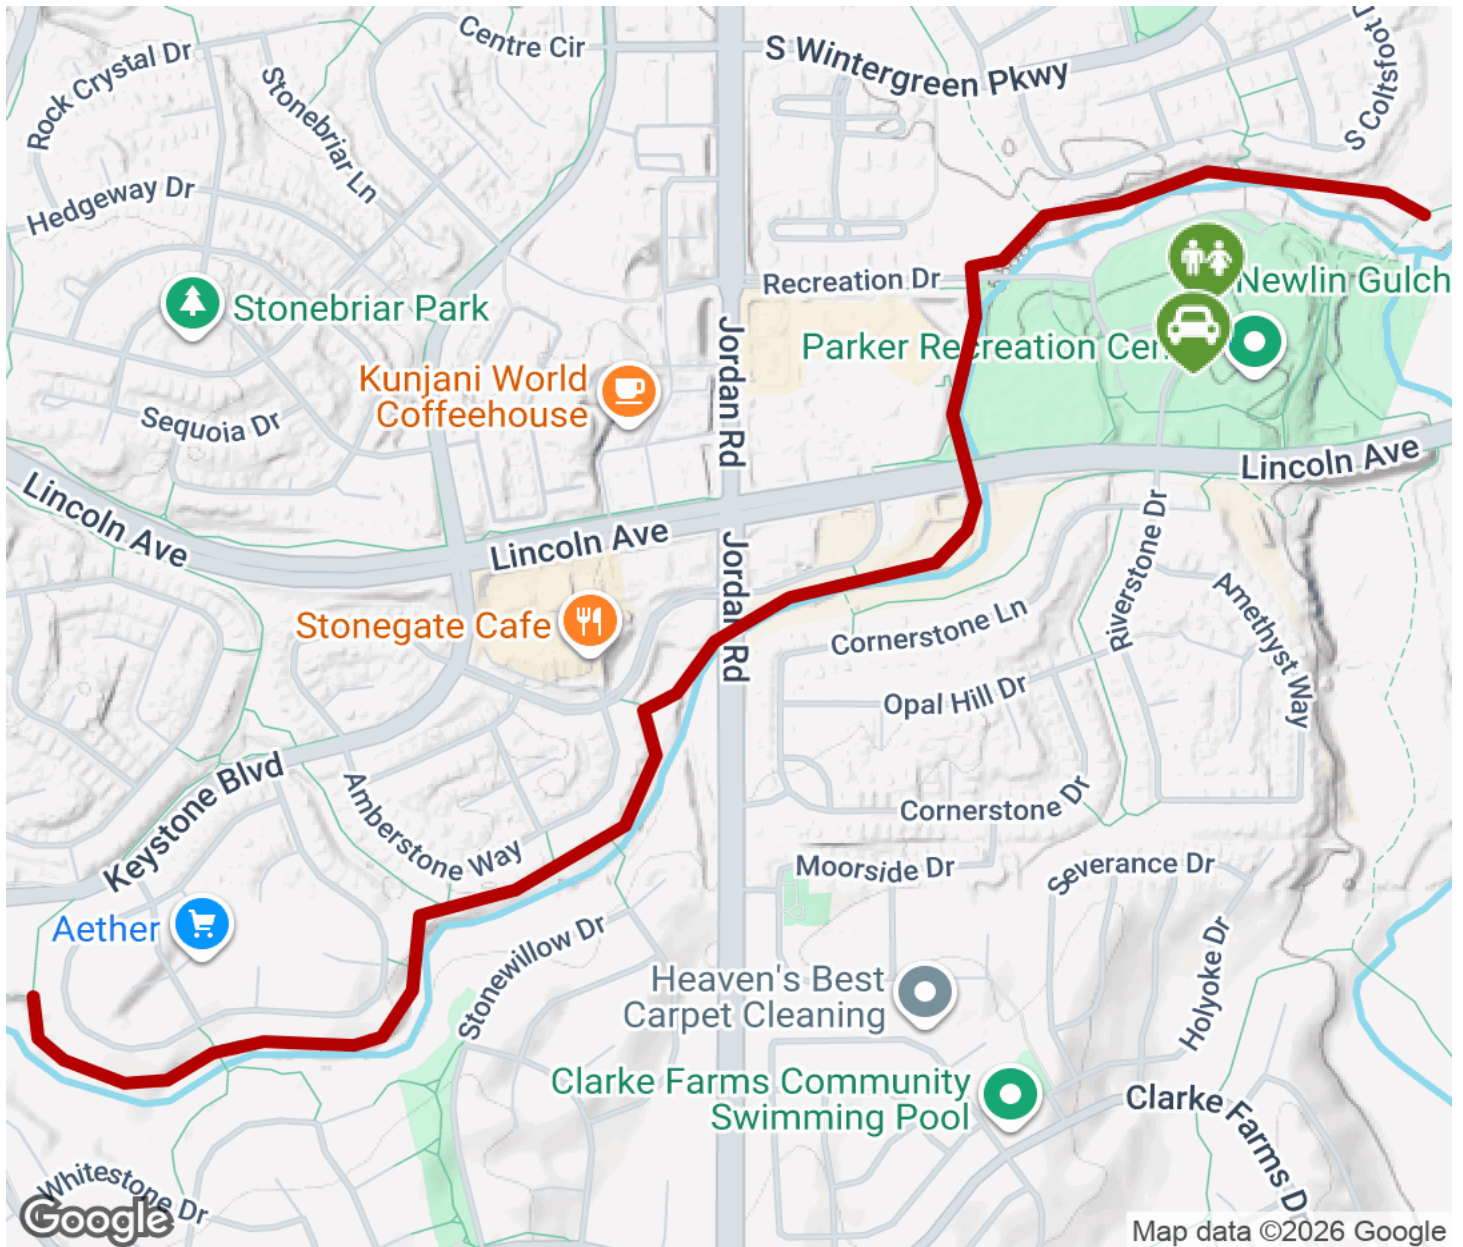 Centre Cir
S Wintergreen Pkwy
Rock Crystal Dr
Stonebriar Ln
S Coltsfoot
Hedgeway Dr
Recreation Dr
Newlin Gulch
Stonebriar Park
Jordan Rd
Parker Recreation Cen
Kunjani World
Coffeehouse
Sequoia Dr
Lincoln Ave
Lincoln Ave
Lincoln Ave
Riverstone Dr
Jordan Rd
Amethyst Way
Stonegate Cafe
Cornerstone Ln
Opal Hill Dr
Keystone Blvd
Amberstone Way
Cornerstone Dr
Moorside Dr
Severance Dr
Aether
Stonewillow Dr
Holyoke Dr
Heaven's Best
Carpet Cleaning
Clarke Farms Community
Swimming Pool
Clarke Farms D
Whitestone Dr
Google
Map data ©2026 Google